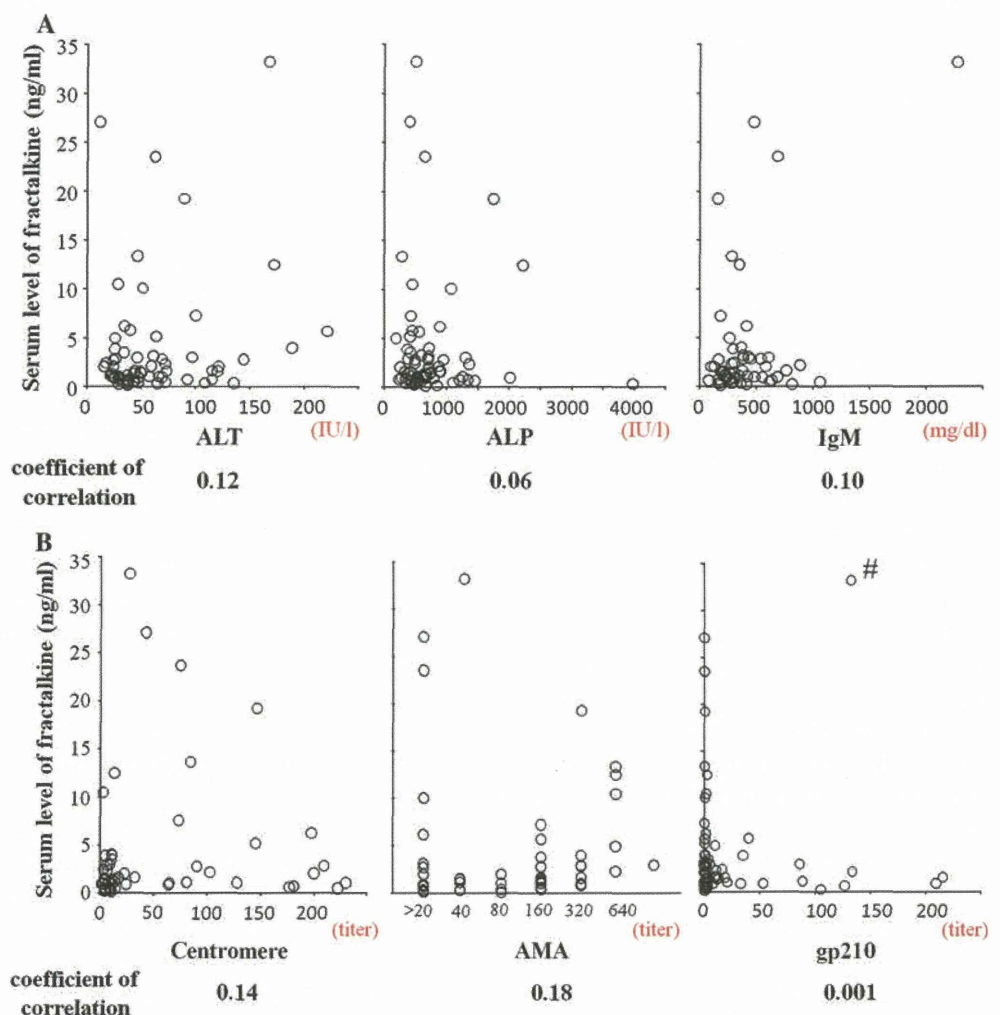 A
Serum level of fractalkine (ng/ml)
35
30
25
20
15
10
5
0
0 50 100 150 200
ALT (IU/l)
0 1000 2000 3000 4000
ALP (IU/l)
0 500 1000 1500 2000
IgM (mg/dl)
coefficient of
correlation
0.12 0.06 0.10
B
Serum level of fractalkine (ng/ml)
35
30
25
20
15
10
5
0
0 50 100 150 200
(titer)
Centromere
>20 40 80 160 320 640
(titer)
AMA
#
0 50 100 150 200
(titer)
gp210
coefficient of
correlation
0.14 0.18 0.001